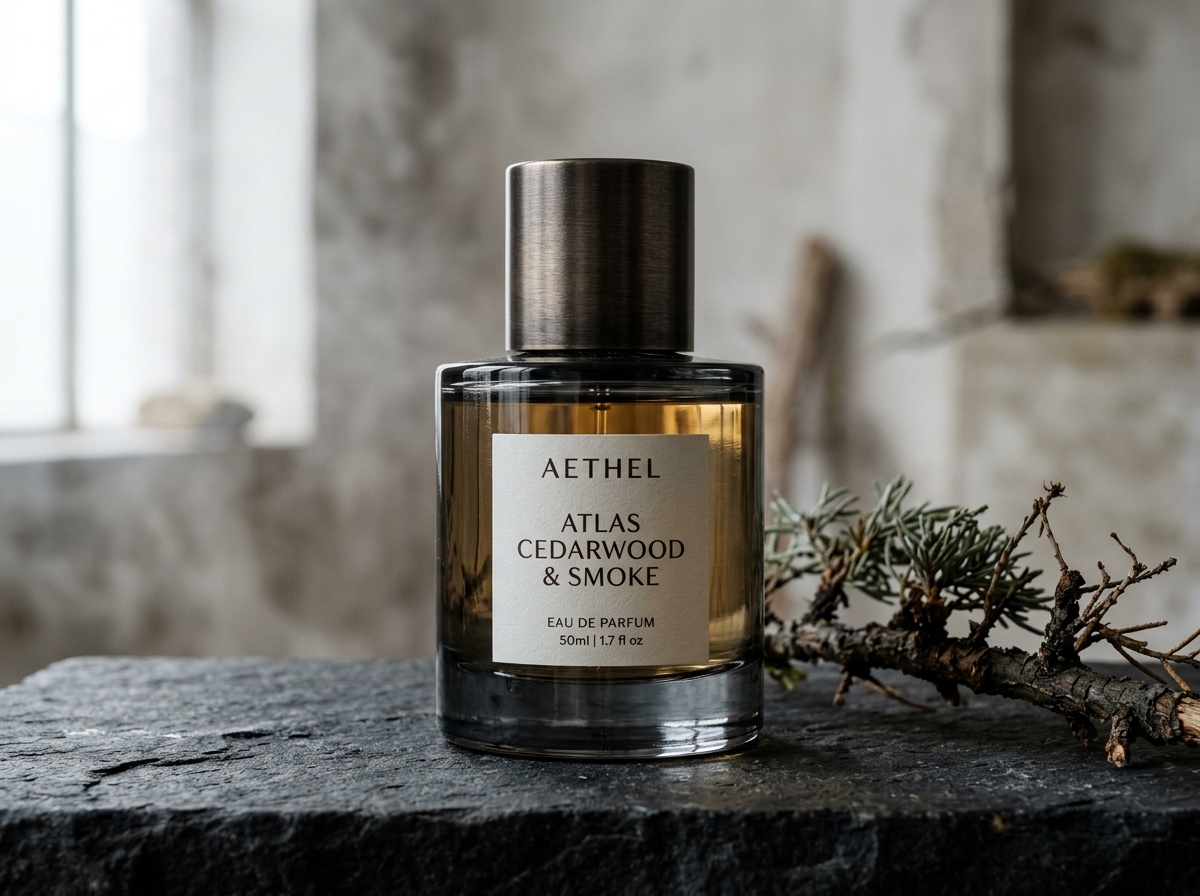 AETHEL
ATLAS
CEDARWOOD
& SMOKE
EAU DE PARFUM
50ml | 1.7 fl oz